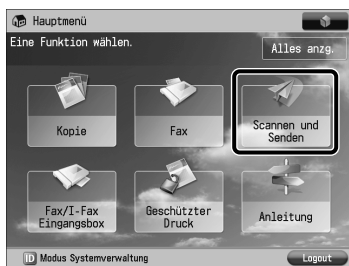 Hauptmenü
Eine Funktion wählen.
Alles anzg.
Kopie
Fax
Scannen und
Senden
Fax/I-Fax
Eingangsbox
Geschützter
Druck
Anleitung
ID Modus Systemverwaltung
Logout